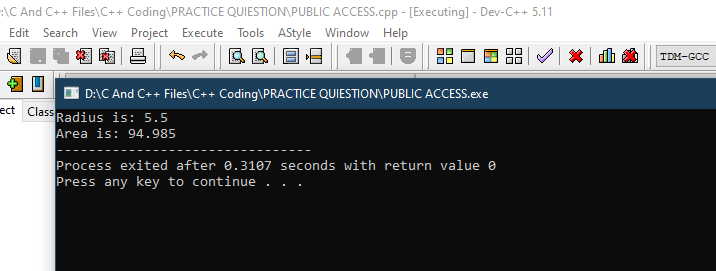 D:\C And C++ Files\C++ Coding\PRACTICE QUIESTION\PUBLIC ACCESS.cpp - [Executing] - Dev-C++ 5.11
Edit Search View Project Execute Tools AStyle Window Help
TDM-GCC
ect Class
D:\C And C++ Files\C++ Coding\PRACTICE QUIESTION\PUBLIC ACCESS.exe
Radius is: 5.5
Area is: 94.985
--------------------------------
Process exited after 0.3107 seconds with return value 0
Press any key to continue . . .